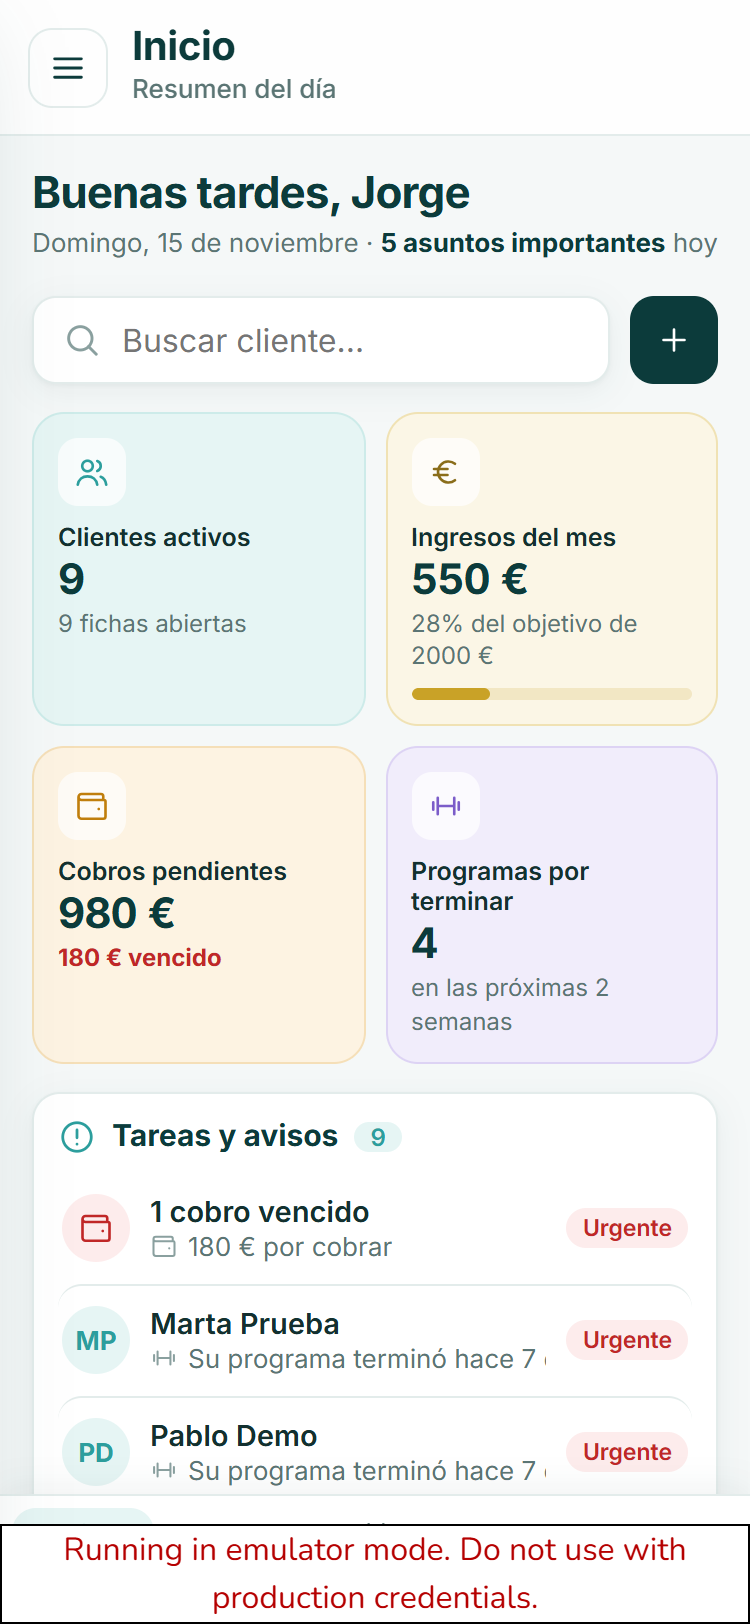 Inicio
Resumen del día
Buenas tardes, Jorge
Domingo, 15 de noviembre · 5 asuntos importantes hoy
Buscar cliente...
Clientes activos
9
9 fichas abiertas
Ingresos del mes
550 €
28% del objetivo de
2000 €
Cobros pendientes
980 €
180 € vencido
Programas por
terminar
4
en las próximas 2
semanas
Tareas y avisos 9
1 cobro vencido
180 € por cobrar
Urgente
MP
Marta Prueba
Su programa terminó hace 7
Urgente
PD
Pablo Demo
Su programa terminó hace 7
Urgente
Running in emulator mode. Do not use with
production credentials.